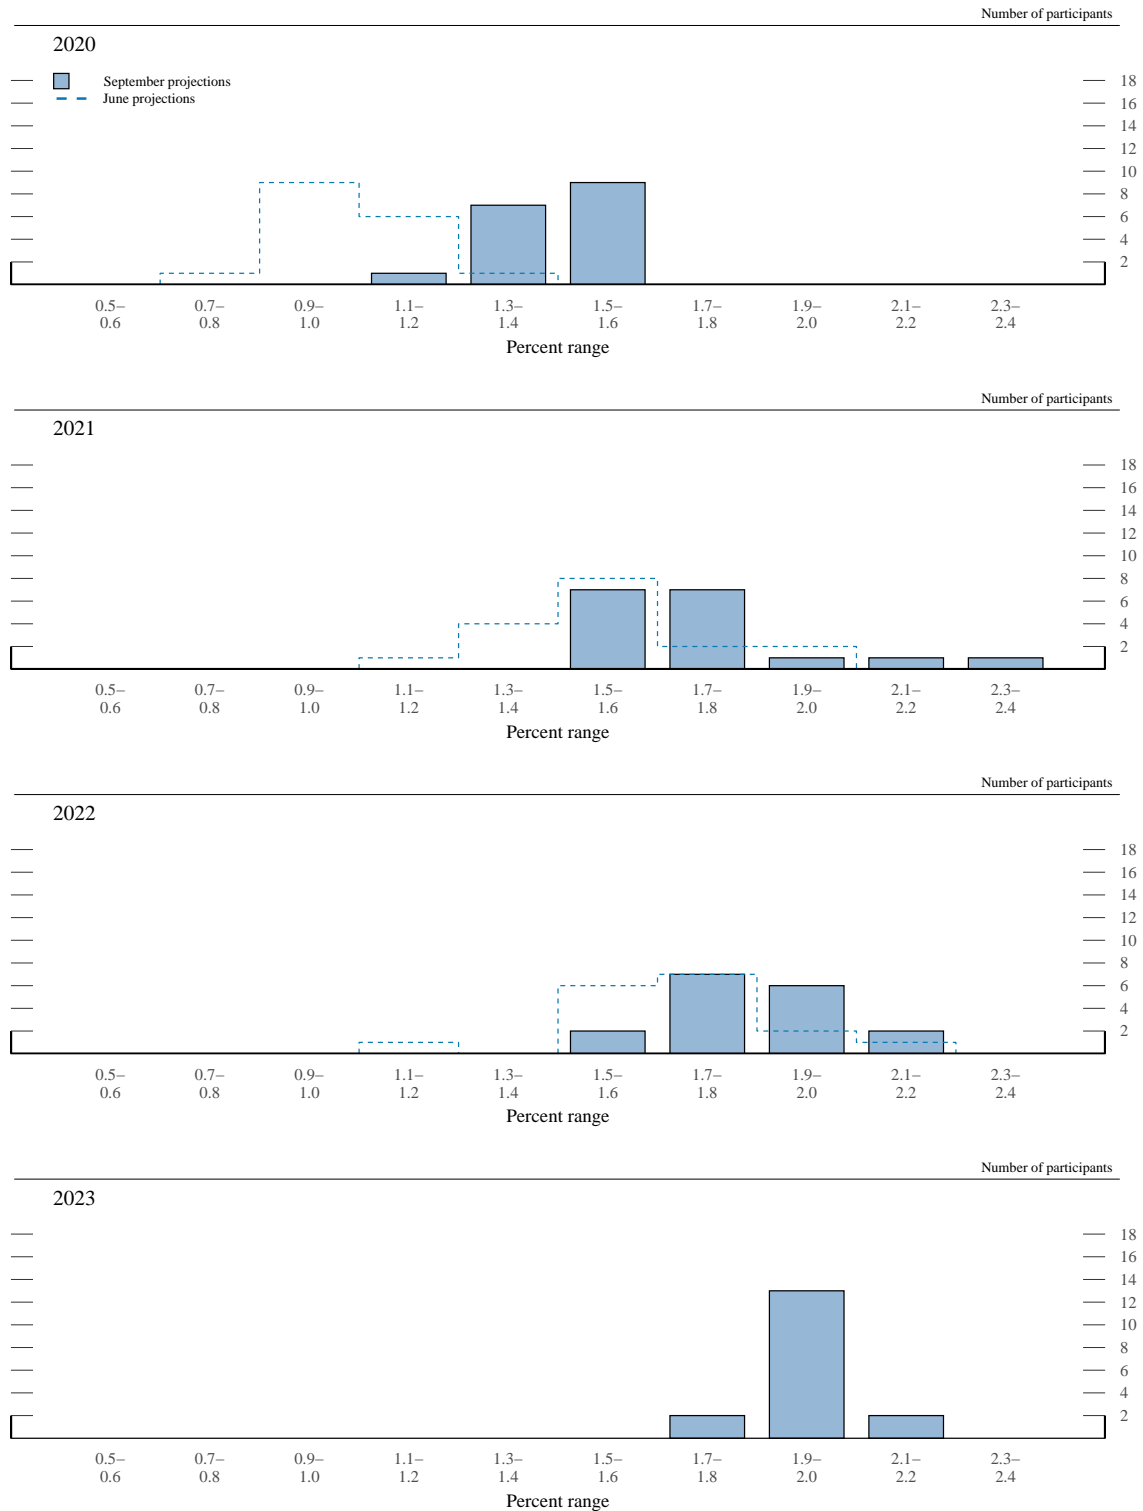 Number of participants
2020
September projections
June projections
18
16
14
12
10
8
6
4
2
0.5– 0.7– 0.9– 1.1– 1.3– 1.5– 1.7– 1.9– 2.1– 2.3–
0.6 0.8 1.0 1.2 1.4 1.6 1.8 2.0 2.2 2.4
Percent range
Number of participants
2021
18
16
14
12
10
8
6
4
2
0.5– 0.7– 0.9– 1.1– 1.3– 1.5– 1.7– 1.9– 2.1– 2.3–
0.6 0.8 1.0 1.2 1.4 1.6 1.8 2.0 2.2 2.4
Percent range
Number of participants
2022
18
16
14
12
10
8
6
4
2
0.5– 0.7– 0.9– 1.1– 1.3– 1.5– 1.7– 1.9– 2.1– 2.3–
0.6 0.8 1.0 1.2 1.4 1.6 1.8 2.0 2.2 2.4
Percent range
Number of participants
2023
18
16
14
12
10
8
6
4
2
0.5– 0.7– 0.9– 1.1– 1.3– 1.5– 1.7– 1.9– 2.1– 2.3–
0.6 0.8 1.0 1.2 1.4 1.6 1.8 2.0 2.2 2.4
Percent range